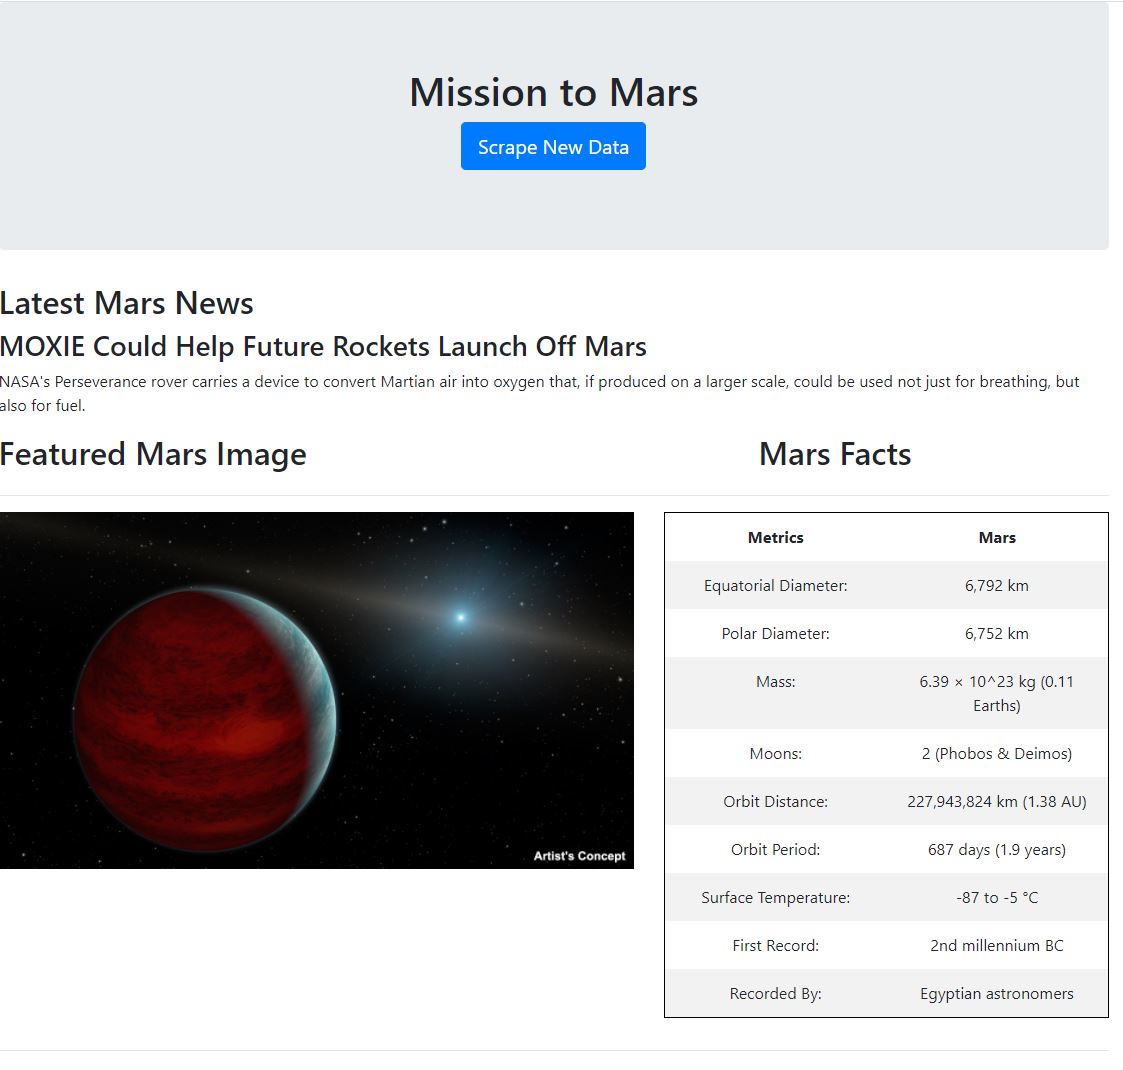 Mission to Mars
Scrape New Data
Latest Mars News
MOXIE Could Help Future Rockets Launch Off Mars
NASA's Perseverance rover carries a device to convert Martian air into oxygen that, if produced on a larger scale, could be used not just for breathing, but
also for fuel.
Featured Mars Image
Artist's Concept
Mars Facts
Metrics Mars
Equatorial Diameter: 6,792 km
Polar Diameter: 6,752 km
Mass: 6.39 × 10^23 kg (0.11
Earths)
Moons: 2 (Phobos & Deimos)
Orbit Distance: 227,943,824 km (1.38 AU)
Orbit Period: 687 days (1.9 years)
Surface Temperature: -87 to -5 °C
First Record: 2nd millennium BC
Recorded By: Egyptian astronomers